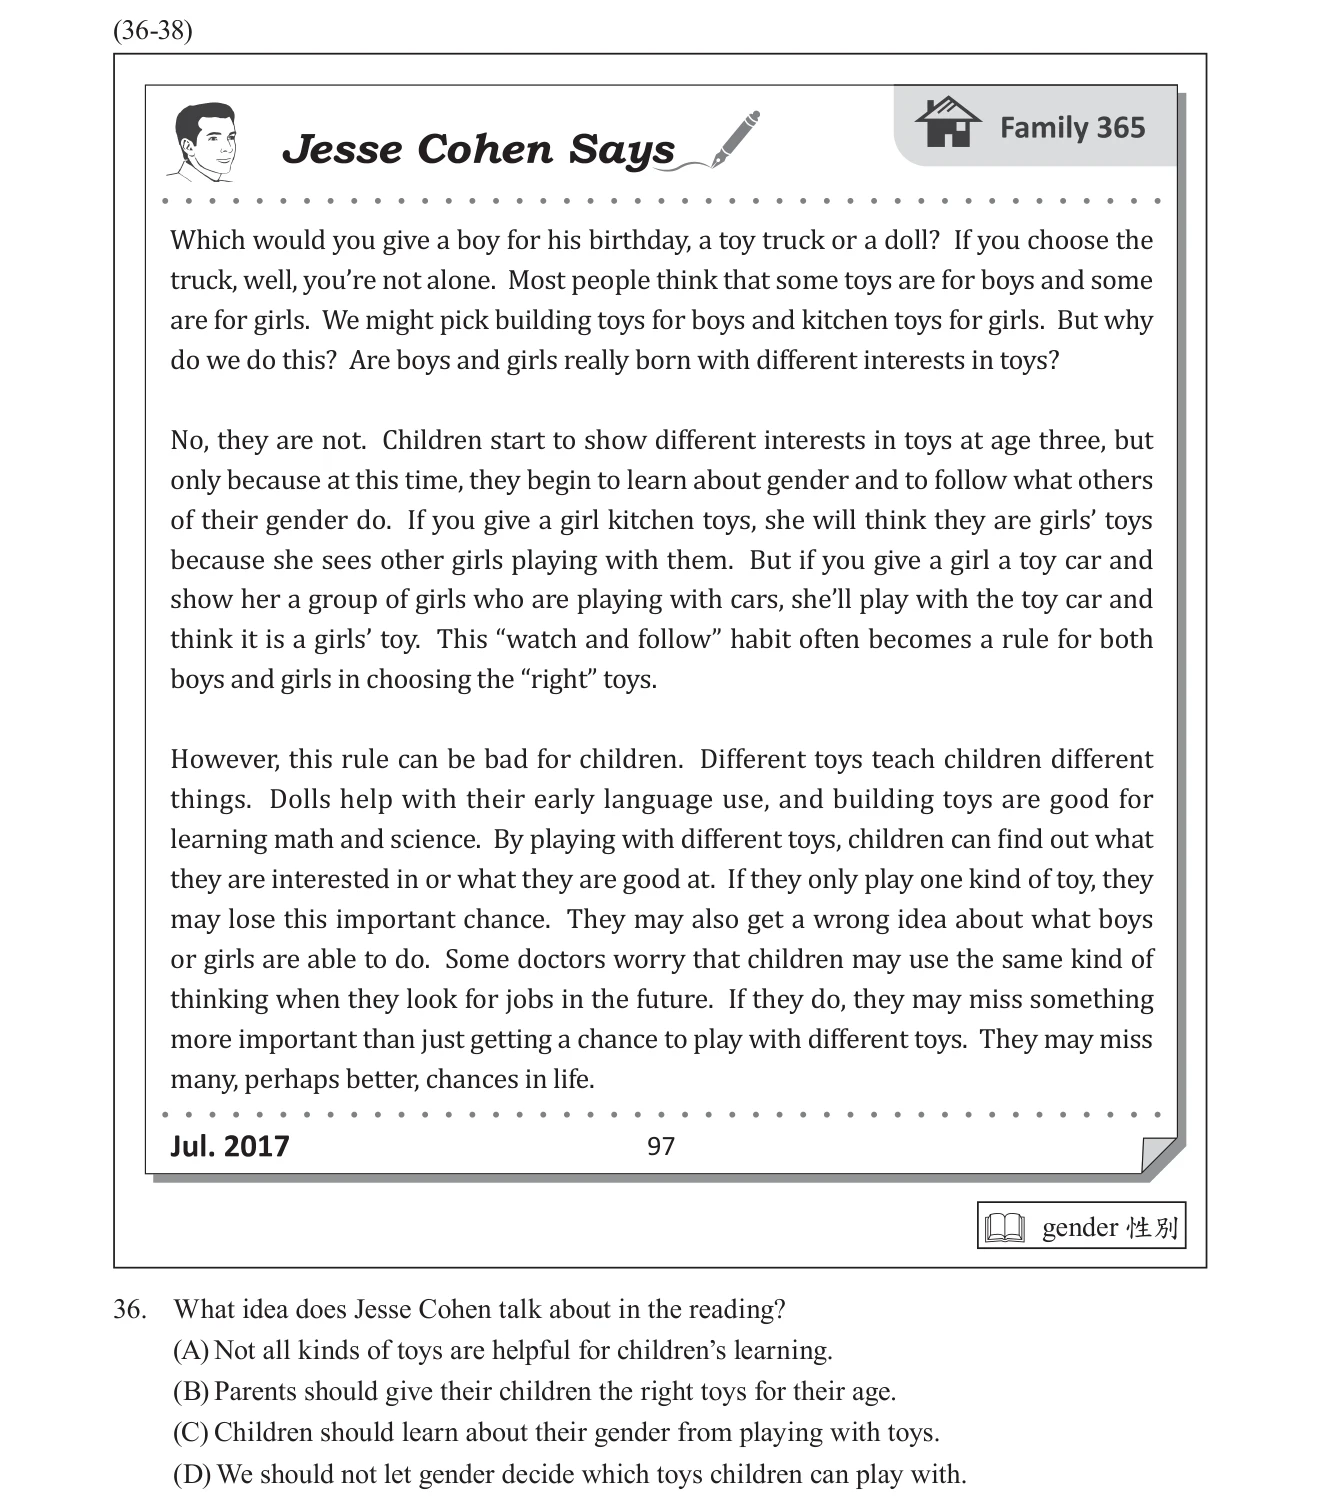 (36-38)
Jesse Cohen Says
Family 365
Which would you give a boy for his birthday, a toy truck or a doll? If you choose the
truck, well, you’re not alone. Most people think that some toys are for boys and some
are for girls. We might pick building toys for boys and kitchen toys for girls. But why
do we do this? Are boys and girls really born with different interests in toys?
No, they are not. Children start to show different interests in toys at age three, but
only because at this time, they begin to learn about gender and to follow what others
of their gender do. If you give a girl kitchen toys, she will think they are girls’ toys
because she sees other girls playing with them. But if you give a girl a toy car and
show her a group of girls who are playing with cars, she’ll play with the toy car and
think it is a girls’ toy. This “watch and follow” habit often becomes a rule for both
boys and girls in choosing the “right” toys.
However, this rule can be bad for children. Different toys teach children different
things. Dolls help with their early language use, and building toys are good for
learning math and science. By playing with different toys, children can find out what
they are interested in or what they are good at. If they only play one kind of toy, they
may lose this important chance. They may also get a wrong idea about what boys
or girls are able to do. Some doctors worry that children may use the same kind of
thinking when they look for jobs in the future. If they do, they may miss something
more important than just getting a chance to play with different toys. They may miss
many, perhaps better, chances in life.
Jul. 2017
97
gender 性別
36. What idea does Jesse Cohen talk about in the reading?
(A) Not all kinds of toys are helpful for children’s learning.
(B) Parents should give their children the right toys for their age.
(C) Children should learn about their gender from playing with toys.
(D) We should not let gender decide which toys children can play with.